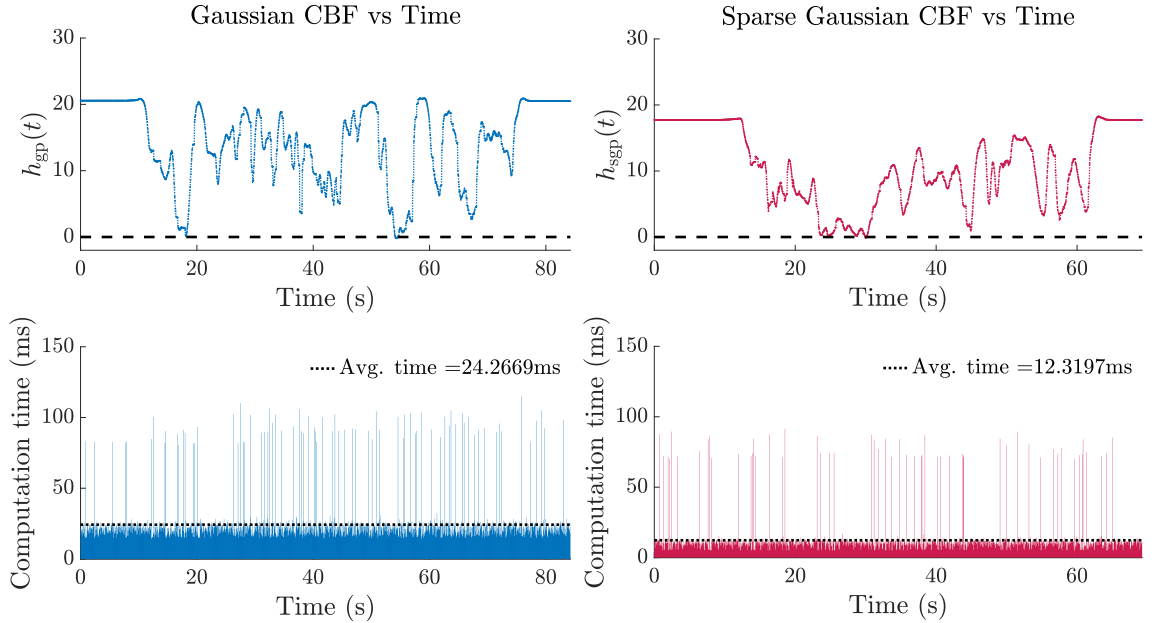 Gaussian CBF vs Time
30
20
10
0
h_gp(t)
0 20 40 60 80
Time (s)
Sparse Gaussian CBF vs Time
30
20
10
0
h_sgp(t)
0 20 40 60
Time (s)
150
100
50
0
Computation time (ms)
Avg. time =24.2669ms
0 20 40 60 80
Time (s)
150
100
50
0
Computation time (ms)
Avg. time =12.3197ms
0 20 40 60
Time (s)